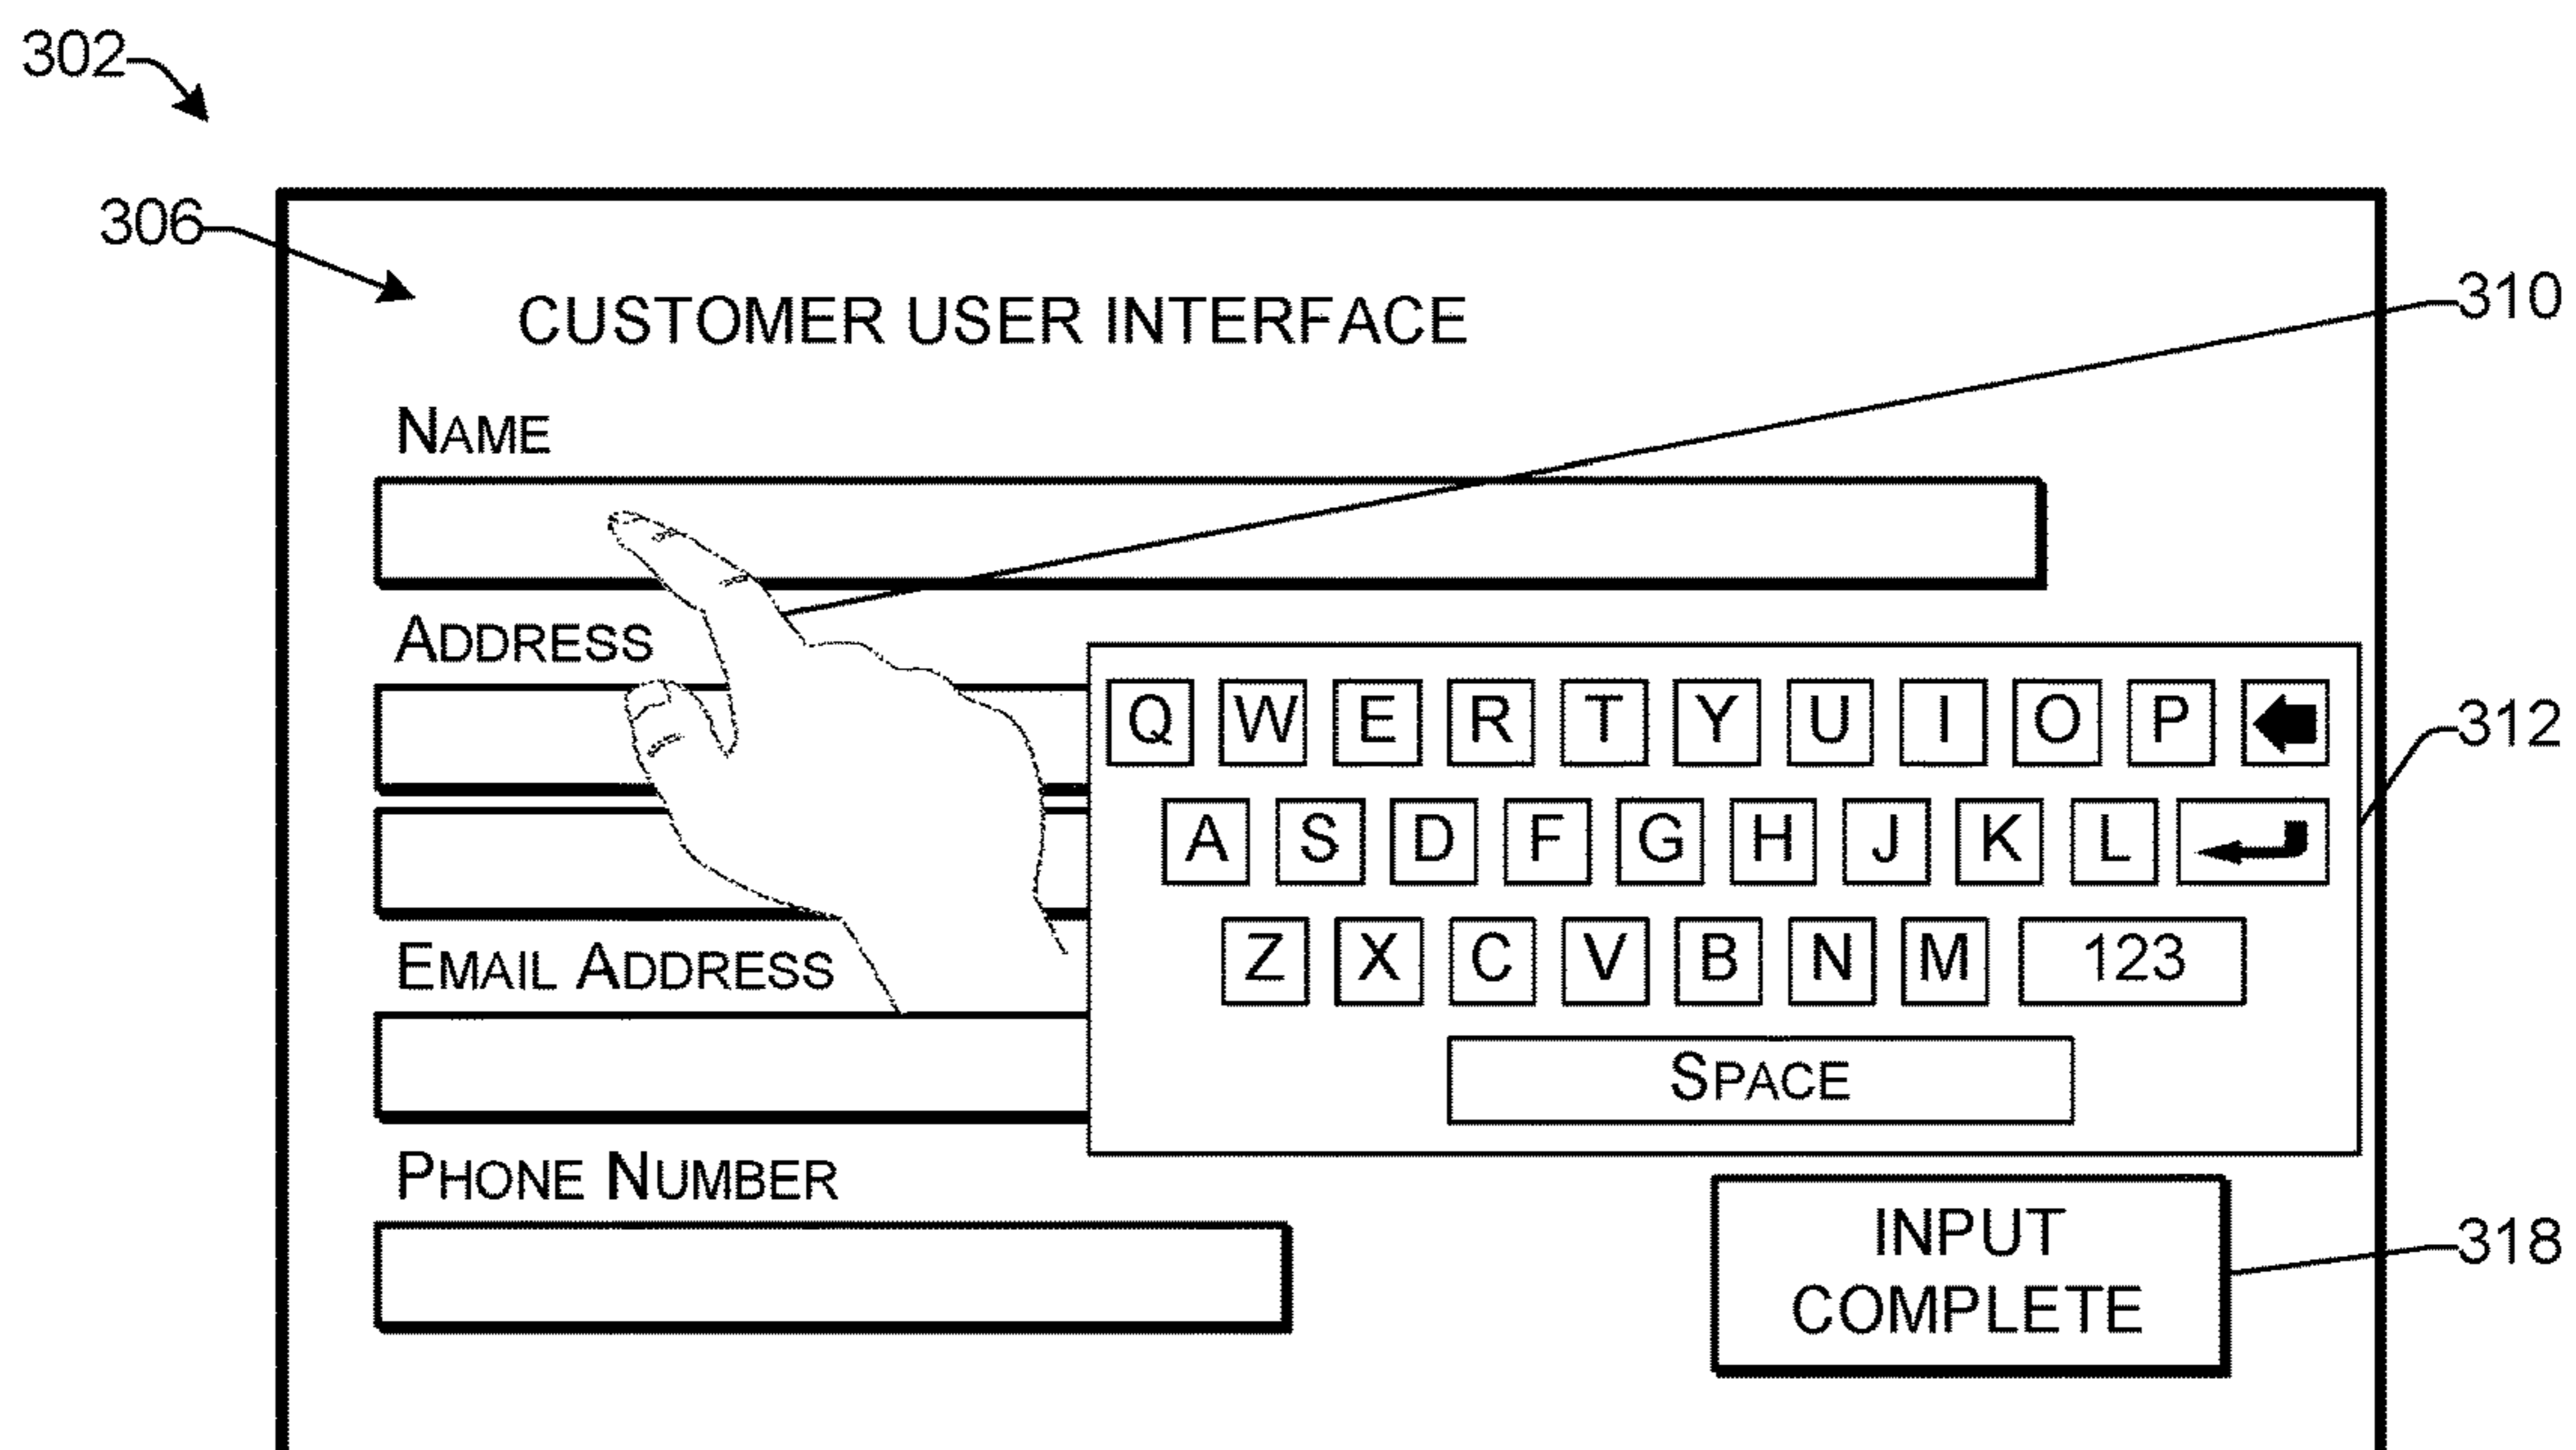 302
306
CUSTOMER USER INTERFACE
310
NAME
ADDRESS
Q W E R T Y U I O P
312
A S D F G H J K L
Z X C V B N M 123
EMAIL ADDRESS
SPACE
PHONE NUMBER
INPUT
COMPLETE
318